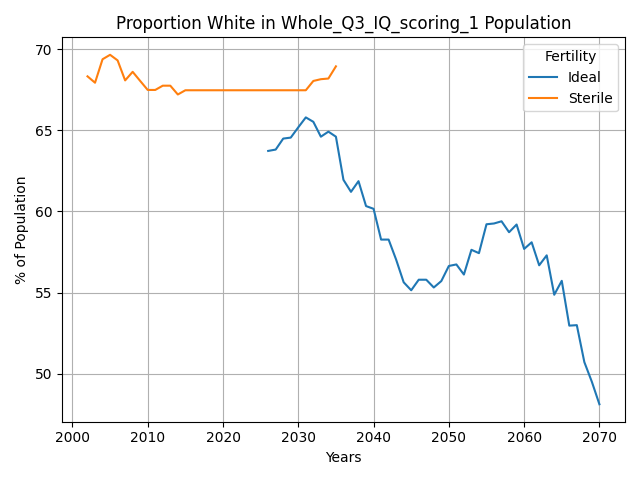 Proportion White in Whole_Q3_IQ_scoring_1 Population
% of Population
70
65
60
55
50
Fertility
Ideal
Sterile
2000 2010 2020 2030 2040 2050 2060 2070
Years